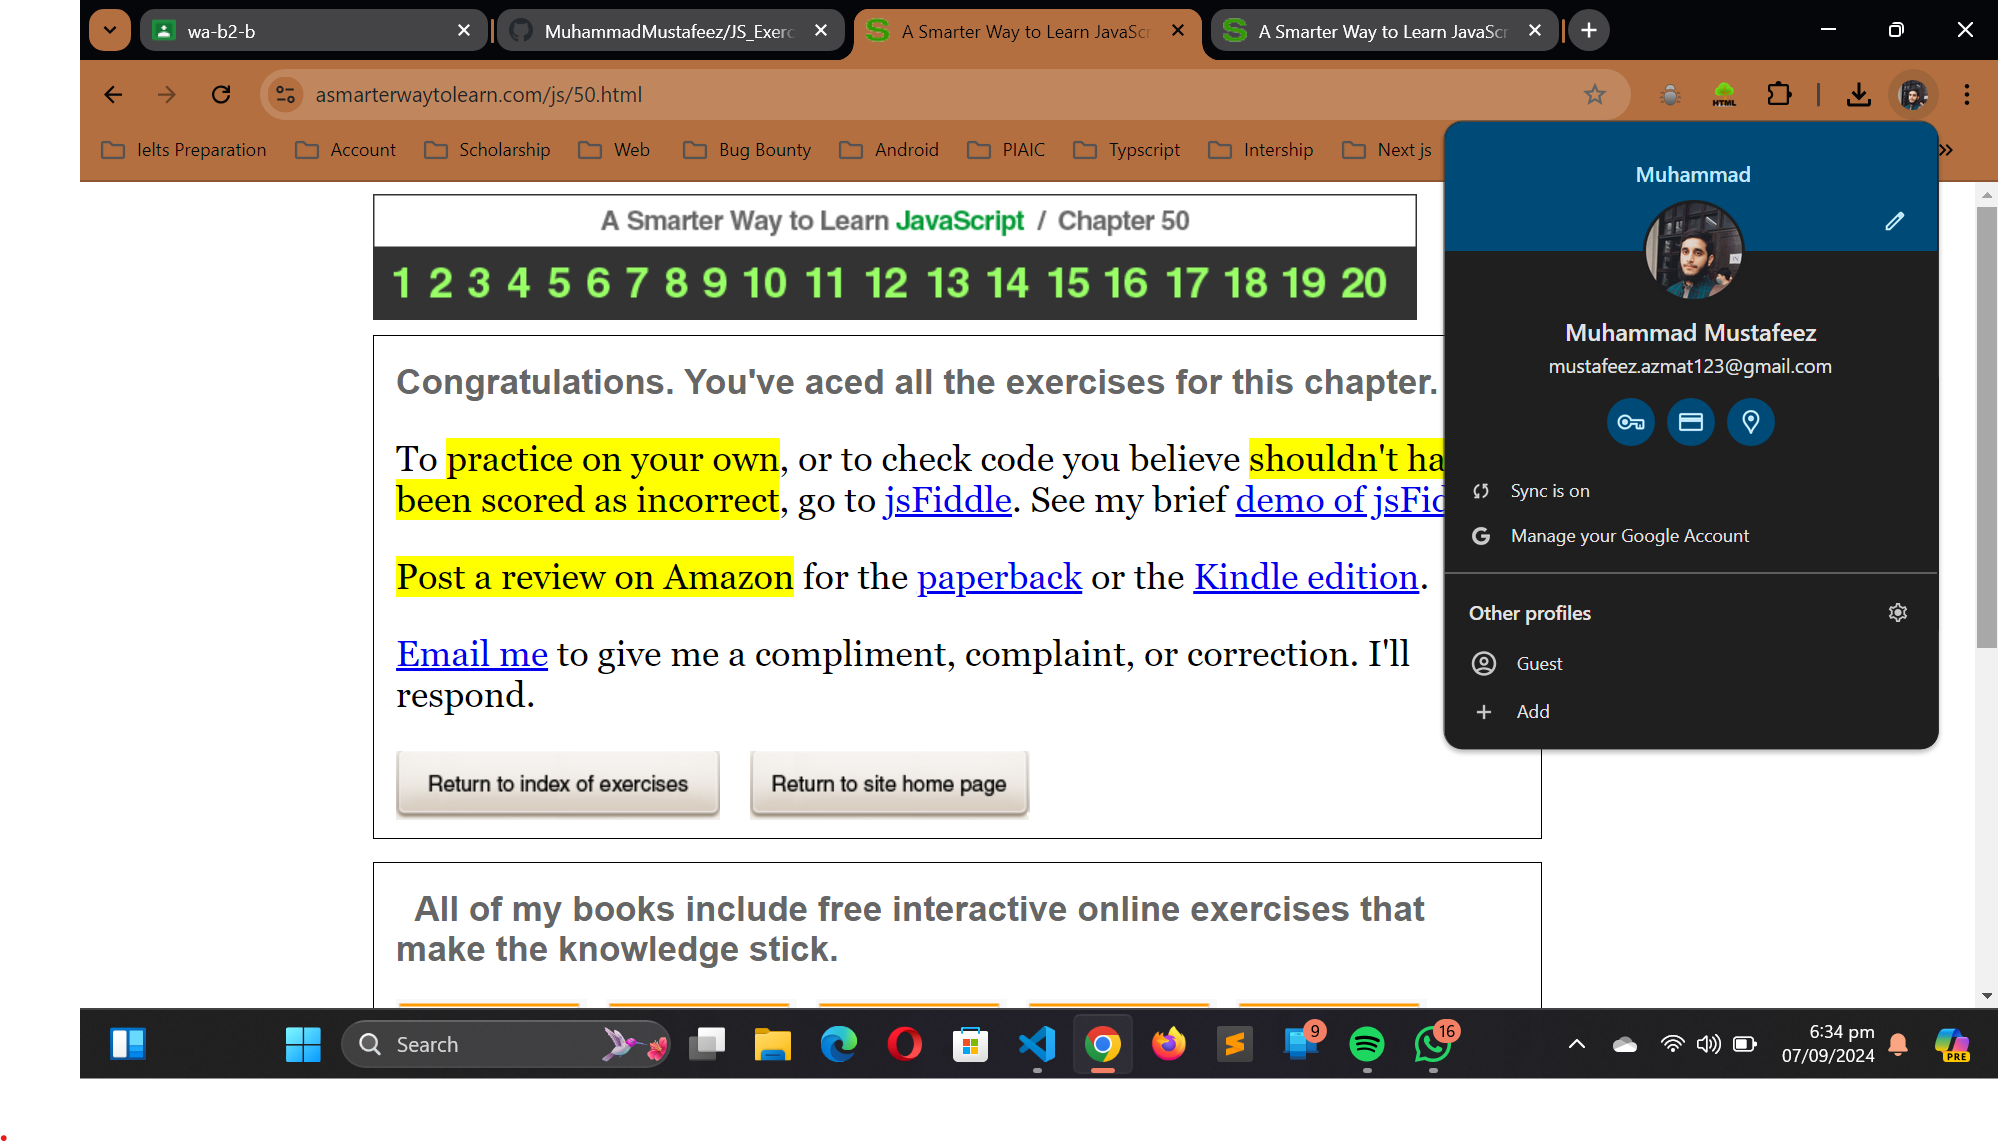 wa-b2-b
MuhammadMustafeez/JS_Exerc
A Smarter Way to Learn JavaScr
A Smarter Way to Learn JavaScr
asmarterwaytolearn.com/js/50.html
HTML
Ielts Preparation
Account
Scholarship
Web
Bug Bounty
Android
PIAIC
Typscript
Intership
Next js
A Smarter Way to Learn JavaScript / Chapter 50
1 2 3 4 5 6 7 8 9 10 11 12 13 14 15 16 17 18 19 20
Congratulations. You've aced all the exercises for this chapter.
To practice on your own, or to check code you believe shouldn't ha
been scored as incorrect, go to jsFiddle. See my brief demo of jsFid
Post a review on Amazon for the paperback or the Kindle edition.
Email me to give me a compliment, complaint, or correction. I'll
respond.
Return to index of exercises
Return to site home page
All of my books include free interactive online exercises that
make the knowledge stick.
Muhammad
Muhammad Mustafeez
mustafeez.azmat123@gmail.com
Sync is on
Manage your Google Account
Other profiles
Guest
Add
Search
9
16
6:34 pm
07/09/2024
PRE